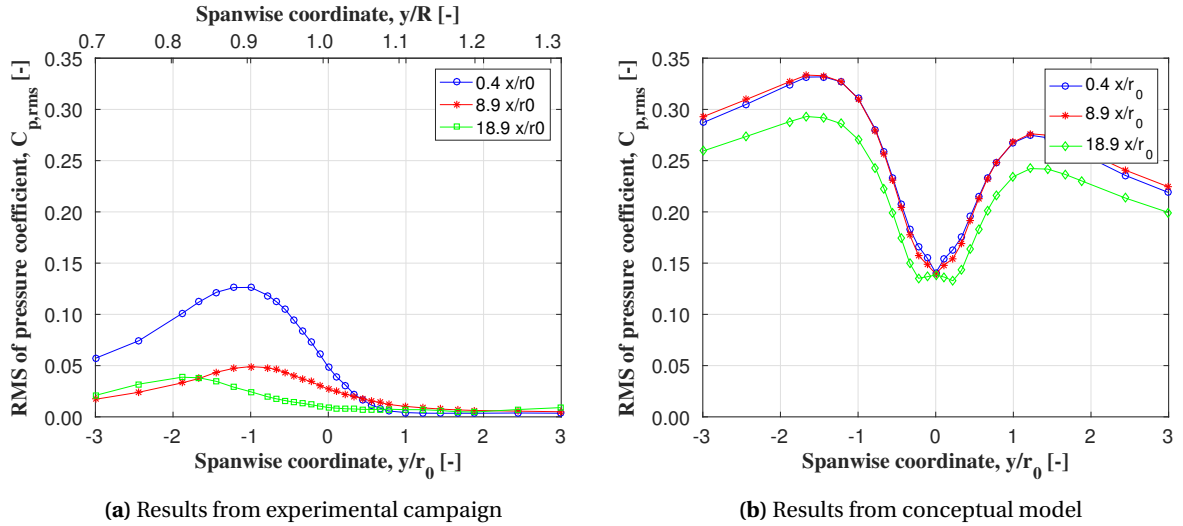 Spanwise coordinate, y/R [-]
0.7 0.8 0.9 1.0 1.1 1.2 1.3
RMS of pressure coefficient, C_p,rms [-]
0.35
0.30
0.25
0.20
0.15
0.10
0.05
0.00
0.4 x/r0
8.9 x/r0
18.9 x/r0
-3 -2 -1 0 1 2 3
Spanwise coordinate, y/r_0 [-]
(a) Results from experimental campaign
RMS of pressure coefficient, C_p,rms [-]
0.35
0.30
0.25
0.20
0.15
0.10
0.05
0.00
0.4 x/r_0
8.9 x/r_0
18.9 x/r_0
-3 -2 -1 0 1 2 3
Spanwise coordinate, y/r_0 [-]
(b) Results from conceptual model